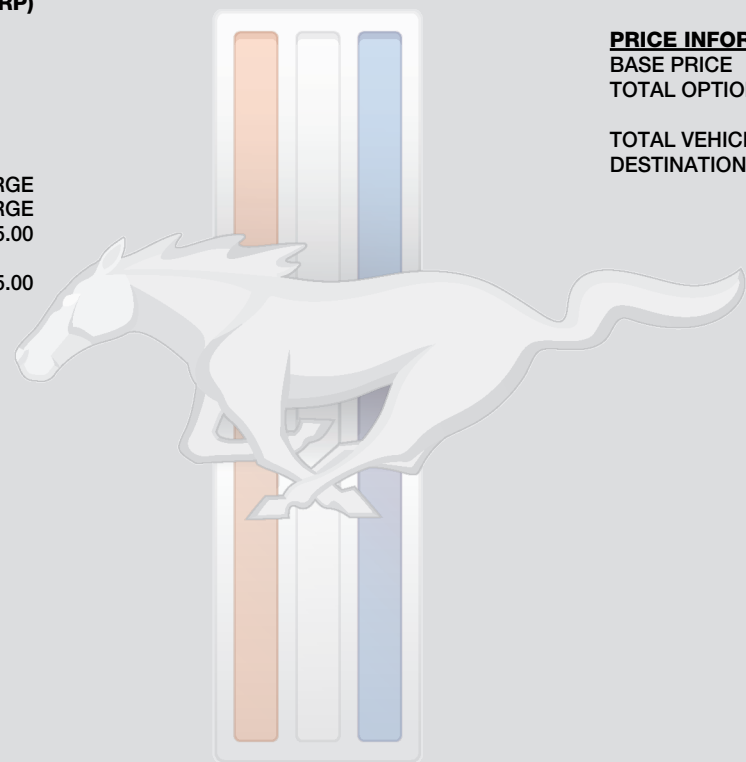 RP)
RGE
RGE
5.00
5.00
PRICE INFOR
BASE PRICE
TOTAL OPTIO
TOTAL VEHICL
DESTINATION